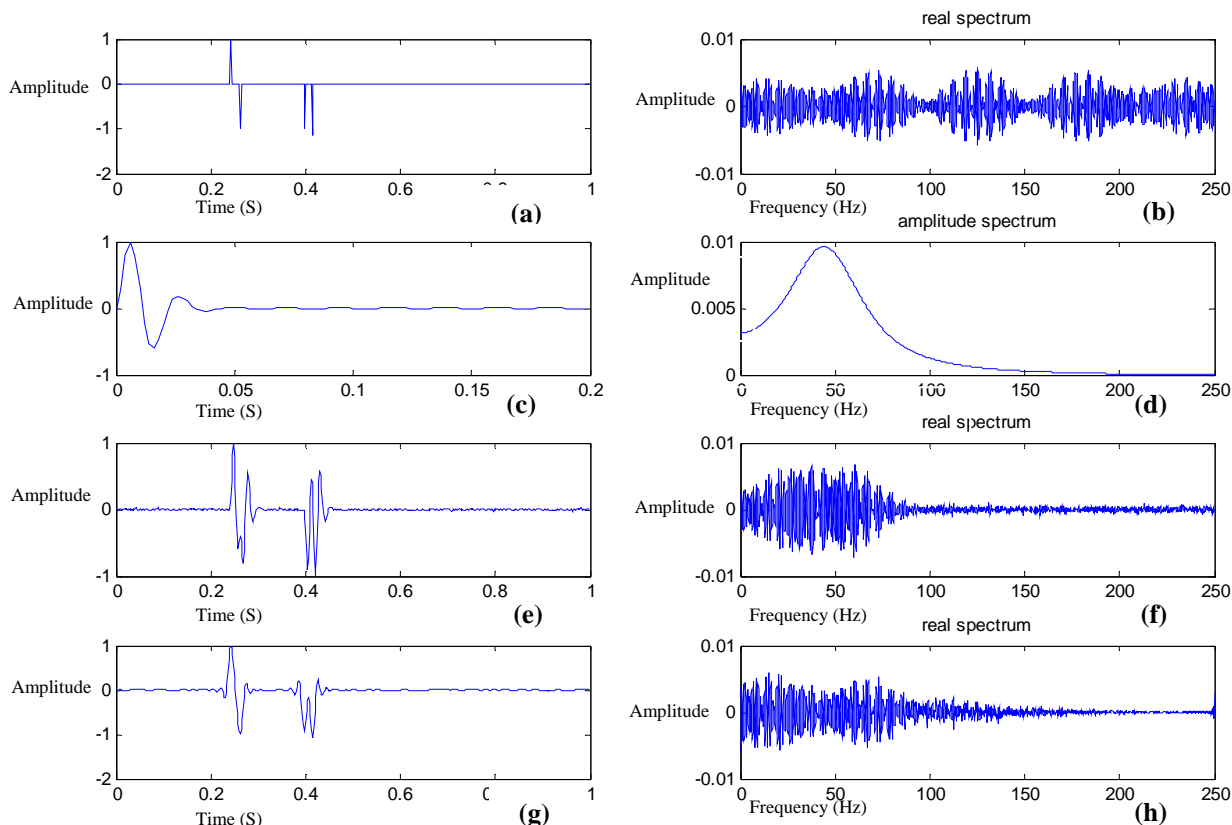 1
Amplitude
0
-1
-2
0 0.2 0.4 0.6 1
Time (S)
(a)
real spectrum
0.01
Amplitude
0
-0.01
0 50 100 150 200 250
Frequency (Hz)
(b)
1
Amplitude
0
-1
0 0.05 0.1 0.15 0.2
Time (S)
(c)
amplitude spectrum
0.01
Amplitude
0.005
0
0 50 100 150 200 250
Frequency (Hz)
(d)
1
Amplitude
0
-1
0 0.2 0.4 0.6 0.8 1
Time (S)
(e)
real spectrum
0.01
Amplitude
0
-0.01
0 50 100 150 200 250
Frequency (Hz)
(f)
1
Amplitude
0
-1
-2
0 0.2 0.4 0.6 1
Time (S)
(g)
real spectrum
0.01
Amplitude
0
-0.01
0 50 100 150 200 250
Frequency (Hz)
(h)